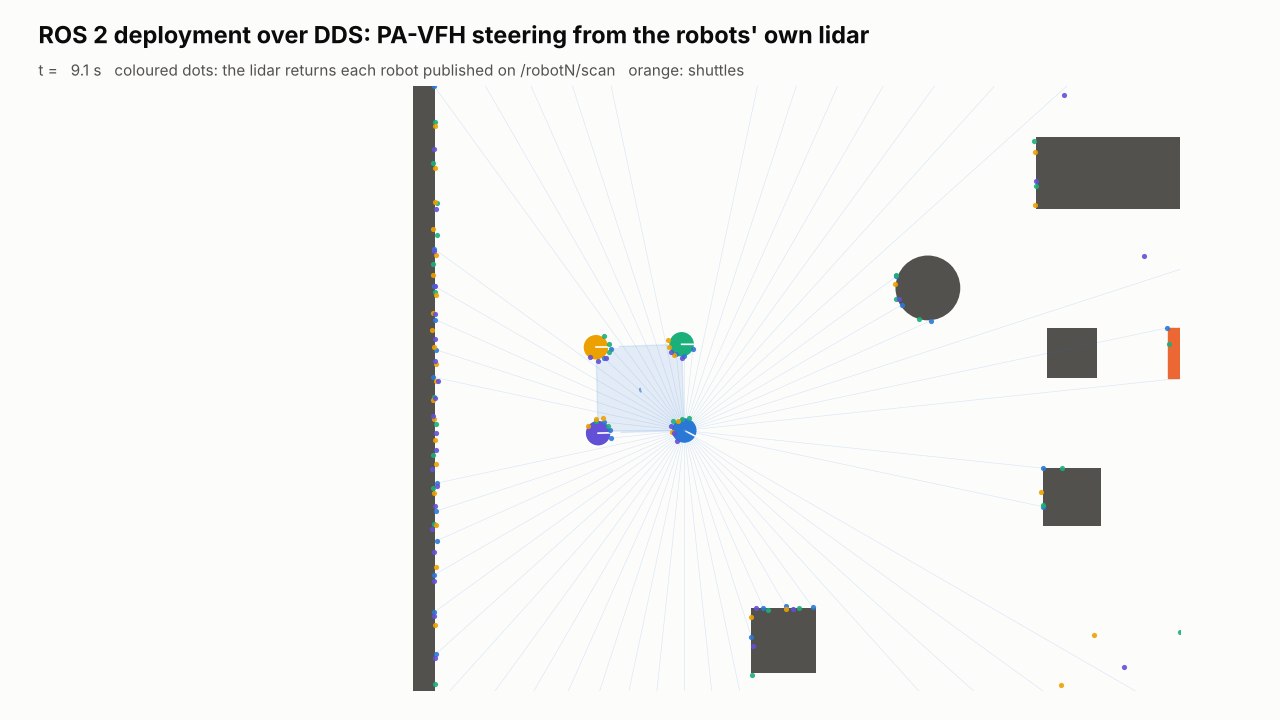 ROS 2 deployment over DDS: PA-VFH steering from the robots' own lidar
t = 9.1 s coloured dots: the lidar returns each robot published on /robotN/scan orange: shuttles